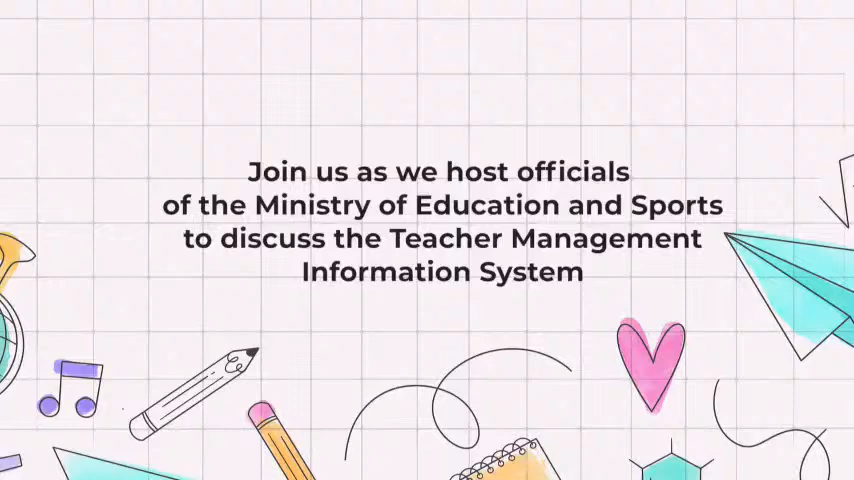 Join us as we host officials
of the Ministry of Education and Sports
to discuss the Teacher Management
Information System